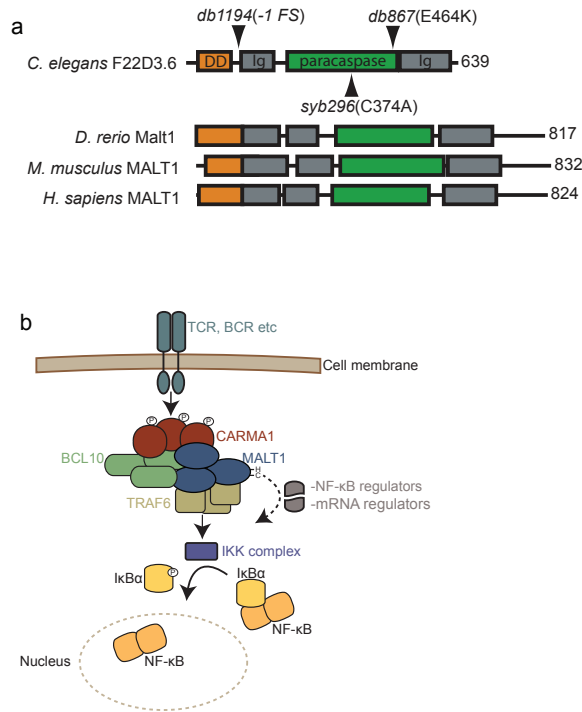 a
db1194(-1 FS)
db867(E464K)
C. elegans F22D3.6
DD
Ig
paracaspase
Ig
639
syb296(C374A)
D. rerio Malt1
817
M. musculus MALT1
832
H. sapiens MALT1
824
b
TCR, BCR etc
Cell membrane
P
P
P
CARMA1
BCL10
MALT1
H
C
TRAF6
-NF-κB regulators
-mRNA regulators
IKK complex
IκBα
P
IκBα
NF-κB
Nucleus
NF-κB